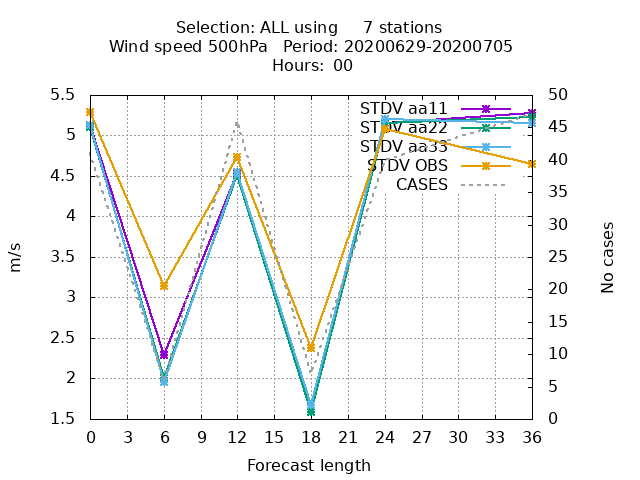 Selection: ALL using 7 stations
Wind speed 500hPa Period: 20200629-20200705
Hours: 00
5.5
5
4.5
4
3.5
3
2.5
2
1.5
m/s
50
45
40
35
30
25
20
15
10
5
0
No cases
STDV aa11
STDV aa22
STDV aa33
STDV OBS
CASES
0 3 6 9 12 15 18 21 24 27 30 33 36
Forecast length